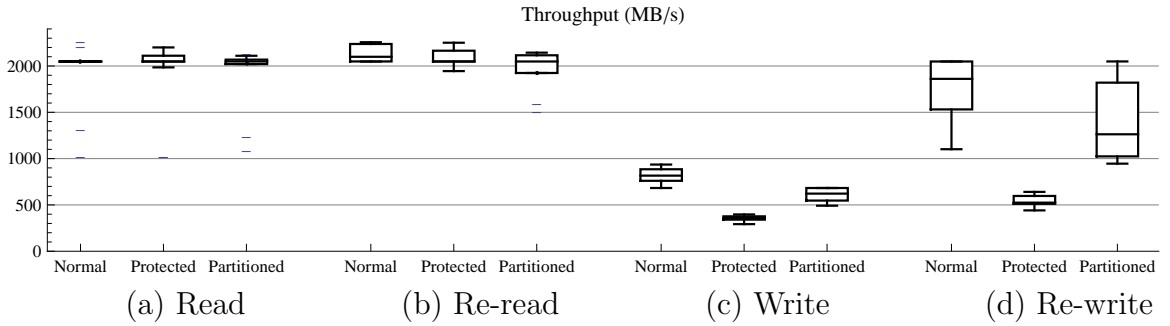 Throughput (MB/s)
2000
1500
1000
500
0
Normal Protected Partitioned Normal Protected Partitioned Normal Protected Partitioned Normal Protected Partitioned
(a) Read (b) Re-read (c) Write (d) Re-write